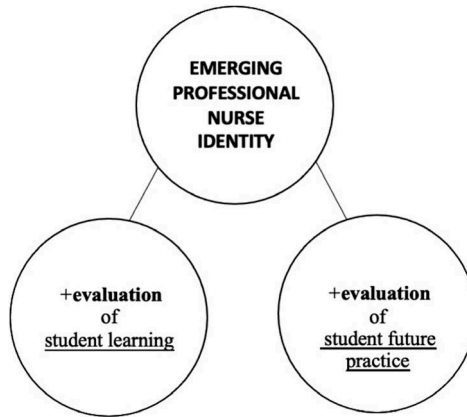 EMERGING
PROFESSIONAL
NURSE
IDENTITY
+evaluation
of
student learning
+evaluation
of
student future
practice